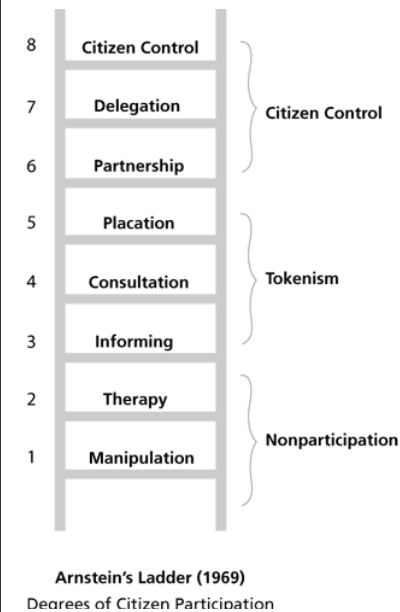 8 Citizen Control
7 Delegation
Citizen Control
6 Partnership
5 Placation
4 Consultation
Tokenism
3 Informing
2 Therapy
Nonparticipation
1 Manipulation
Arnstein's Ladder (1969)
Degrees of Citizen Participation